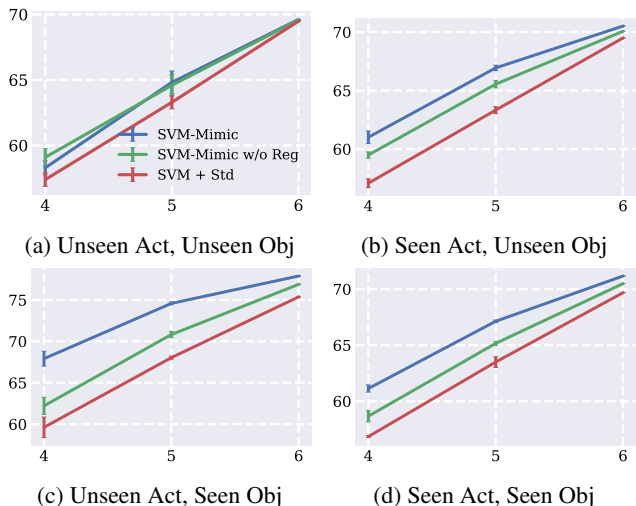 70
65
60
SVM-Mimic
SVM-Mimic w/o Reg
SVM + Std
4 5 6
(a) Unseen Act, Unseen Obj
70
65
60
4 5 6
(b) Seen Act, Unseen Obj
75
70
65
60
4 5 6
(c) Unseen Act, Seen Obj
70
65
60
4 5 6
(d) Seen Act, Seen Obj